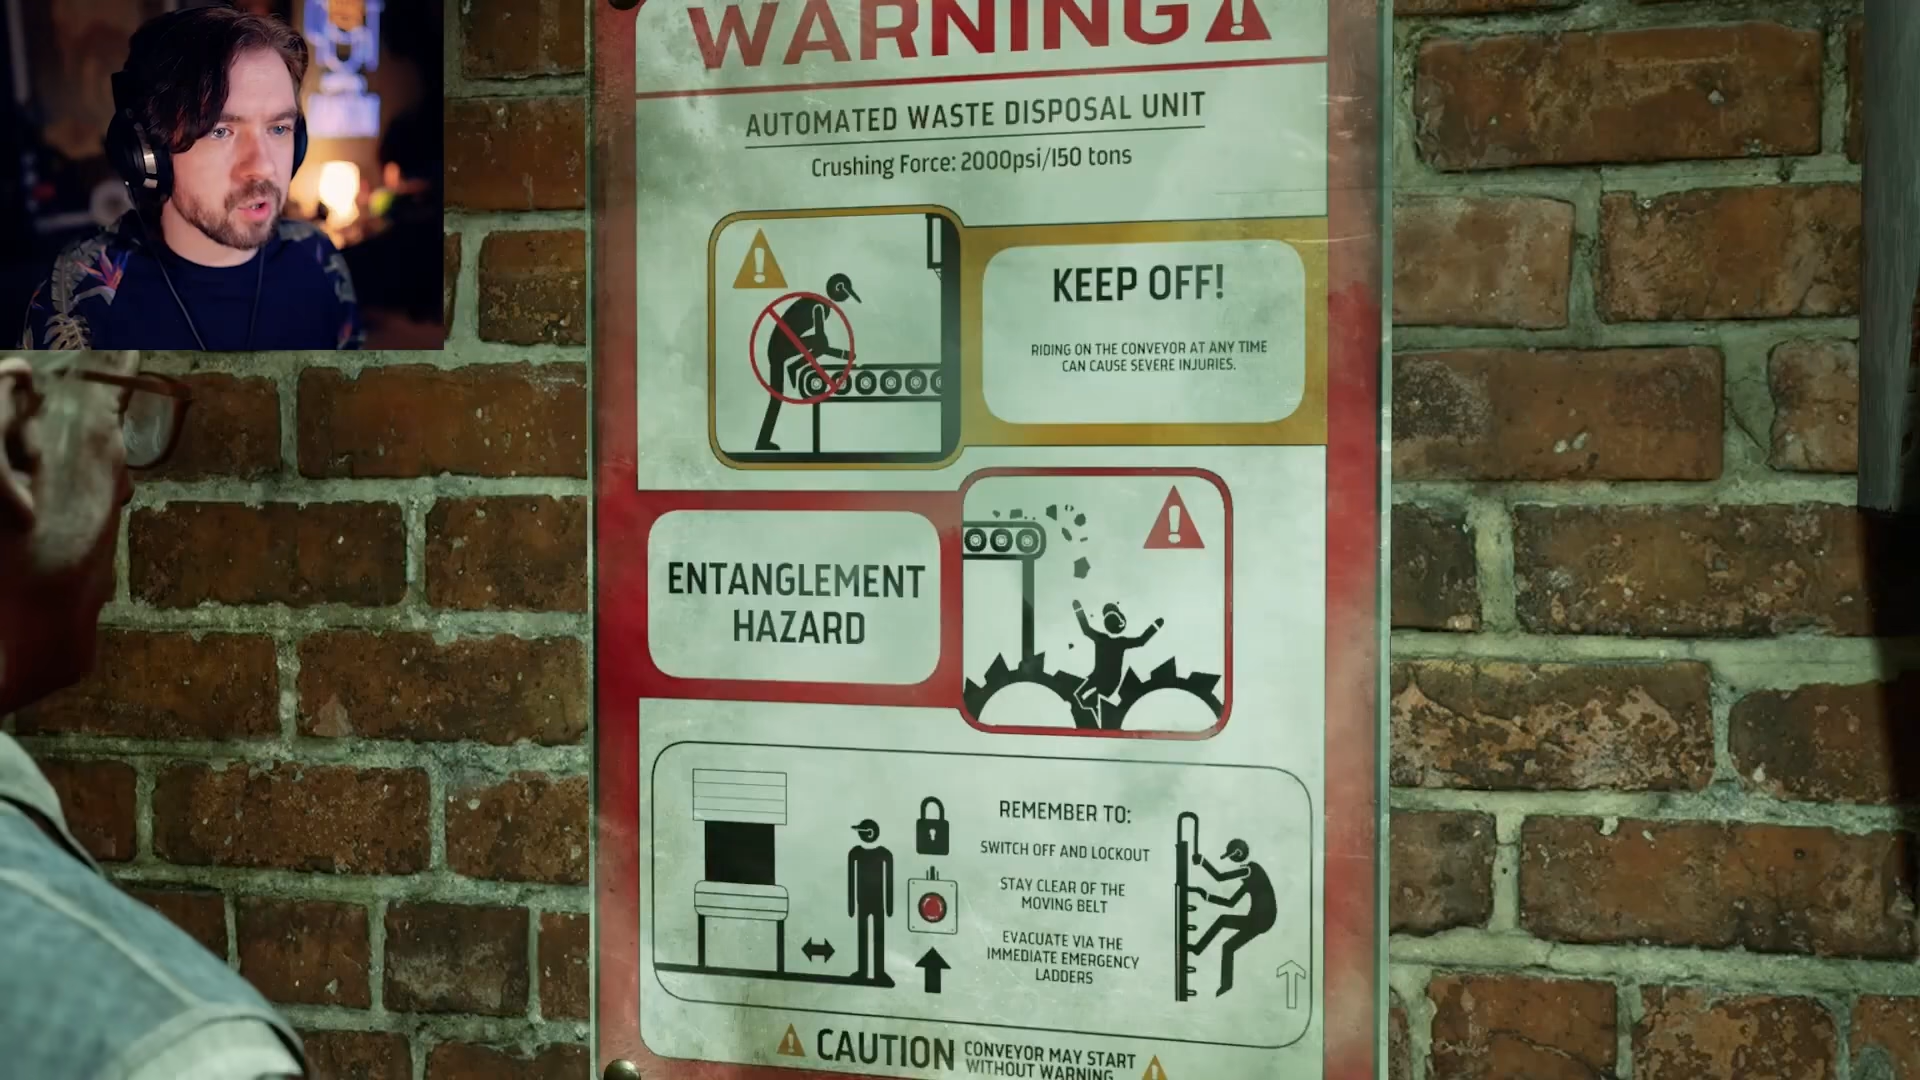 WARNING
AUTOMATED WASTE DISPOSAL UNIT
Crushing Force: 2000psi/150 tons
KEEP OFF!
RIDING ON THE CONVEYOR AT ANY TIME
CAN CAUSE SEVERE INJURIES.
ENTANGLEMENT
HAZARD
REMEMBER TO:
SWITCH OFF AND LOCKOUT
STAY CLEAR OF THE
MOVING BELT
EVACUATE VIA THE
IMMEDIATE EMERGENCY
LADDERS
CAUTION
CONVEYOR MAY START
WITHOUT WARNING